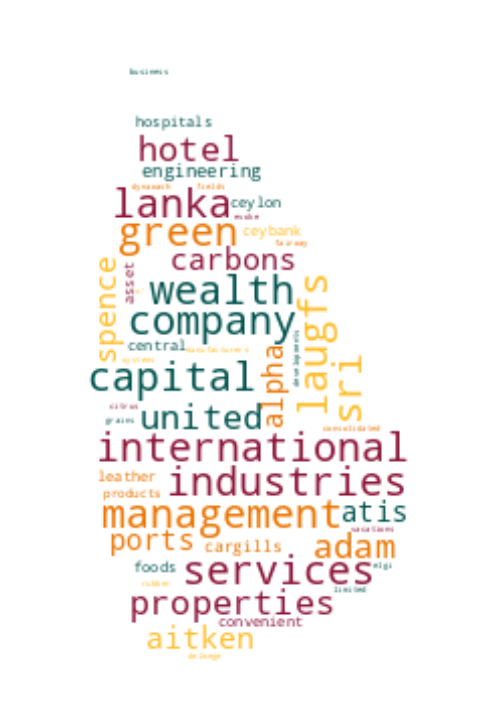 business
hospitals
hotel
engineering
dynawash fields
lanka ceylon
evoke
green ceybank
fairway
carbons
asset
spence
wealth
laugfs
company
central manufacturers
systems
developments
sri
capital
alpha
citrus
united
grains
consolidated
international
leather industries
products
management atis
vacations
ports cargills adam
foods services elgi
rubber
limited
properties
convenient
aitken